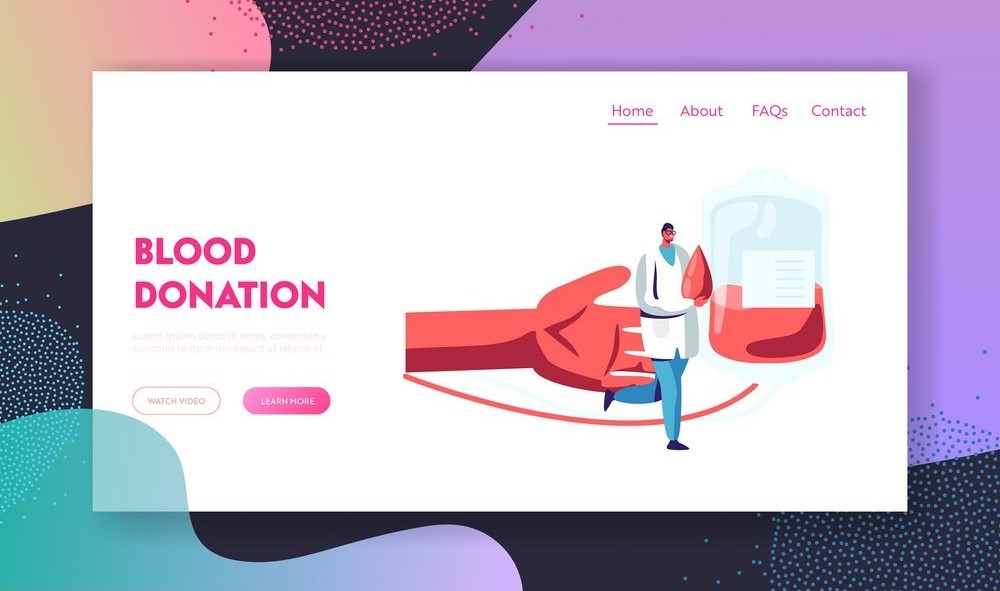 Home About FAQs Contact
BLOOD
DONATION
Lorem ipsum dolor sit amet, consectetur
eiusmod tempor incididunt ut labore et.
WATCH VIDEO LEARN MORE